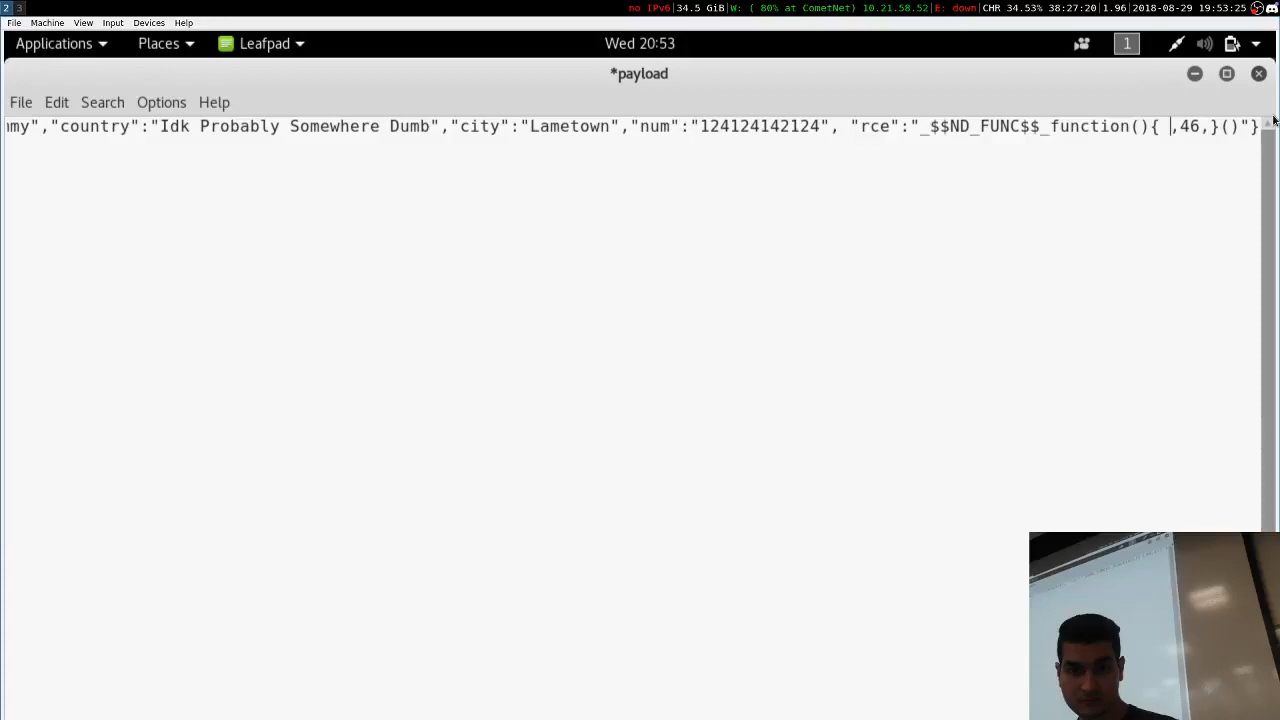 2 3 no IPv6|34.5 GiB|W: ( 80% at CometNet) 10.21.58.52|E: down|CHR 34.53% 38:27:20|1.96|2018-08-29 19:53:25
File Machine View Input Devices Help
Applications Places Leafpad Wed 20:53 1
*payload
File Edit Search Options Help
my","country":"Idk Probably Somewhere Dumb","city":"Lametown","num":"124124142124", "rce":"_$$ND_FUNC$$_function(){ ,46,}()"}